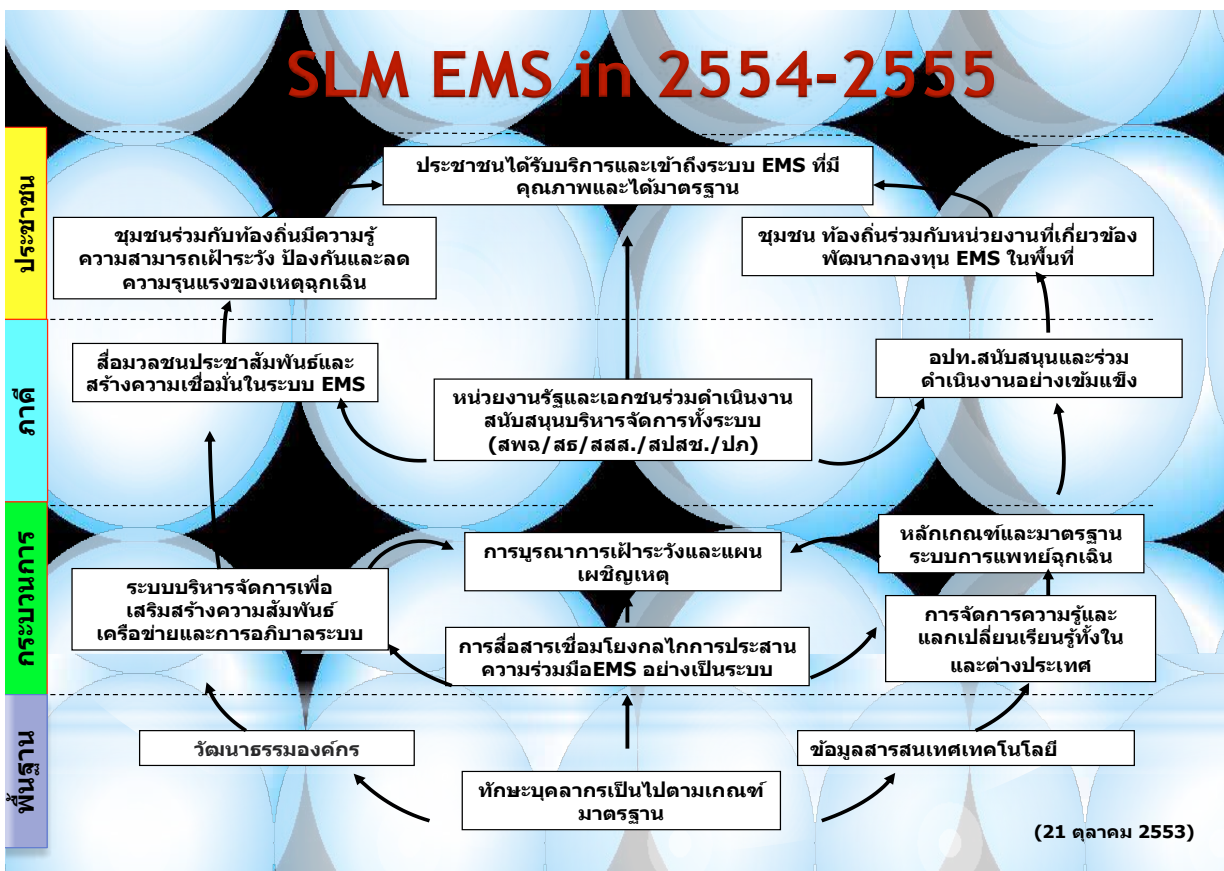 SLM EMS in 2554-2555
ประชาชน
ประชาชนได้รับบริการและเข้าถึงระบบ EMS ที่มี
คุณภาพและได้มาตรฐาน
ชุมชนร่วมกับท้องถิ่นมีความรู้
ความสามารถเฝ้าระวัง ป้องกันและลด
ความรุนแรงของเหตุฉุกเฉิน
ชุมชน ท้องถิ่นร่วมกับหน่วยงานที่เกี่ยวข้อง
พัฒนากองทุน EMS ในพื้นที่
ภาคี
สื่อมวลชนประชาสัมพันธ์และ
สร้างความเชื่อมั่นในระบบ EMS
หน่วยงานรัฐและเอกชนร่วมดำเนินงาน
สนับสนุนบริหารจัดการทั้งระบบ
(สพฉ/สธ/สสส./สปสช./ปภ)
อปท.สนับสนุนและร่วม
ดำเนินงานอย่างเข้มแข็ง
กระบวนการ
ระบบบริหารจัดการเพื่อ
เสริมสร้างความสัมพันธ์
เครือข่ายและการอภิบาลระบบ
การบูรณาการเฝ้าระวังและแผน
เผชิญเหตุ
หลักเกณฑ์และมาตรฐาน
ระบบการแพทย์ฉุกเฉิน
การสื่อสารเชื่อมโยงกลไกการประสาน
ความร่วมมือEMS อย่างเป็นระบบ
การจัดการความรู้และ
แลกเปลี่ยนเรียนรู้ทั้งใน
และต่างประเทศ
พื้นฐาน
วัฒนาธรรมองค์กร
ทักษะบุคลากรเป็นไปตามเกณฑ์
มาตรฐาน
ข้อมูลสารสนเทศเทคโนโลยี
(21 ตุลาคม 2553)